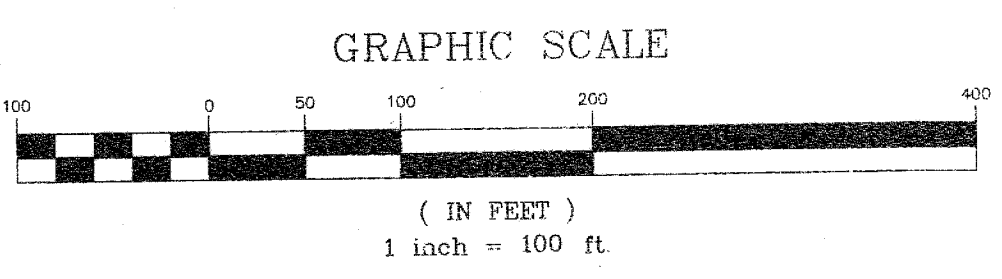 GRAPHIC SCALE
100 0 50 100 200 400
( IN FEET )
1 inch = 100 ft.